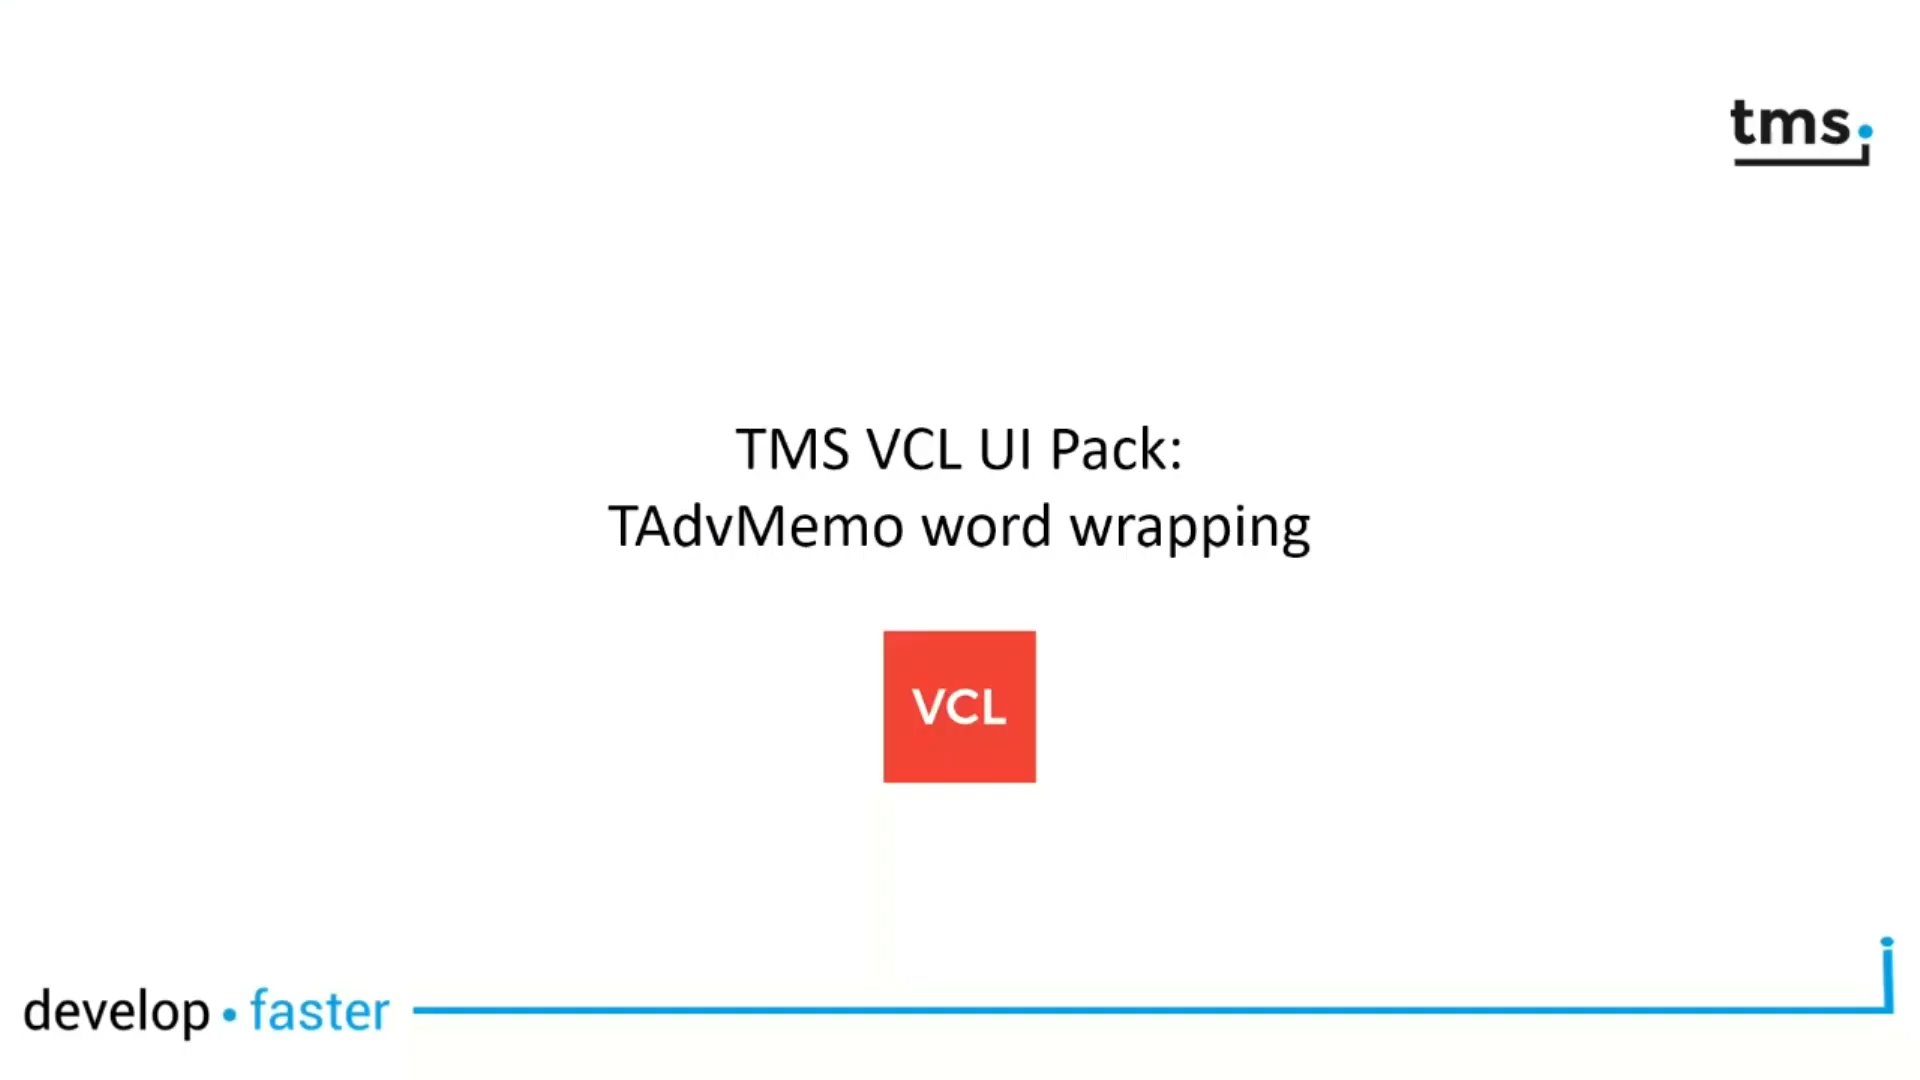 tms.
TMS VCL UI Pack:
TAdvMemo word wrapping
VCL
develop • faster